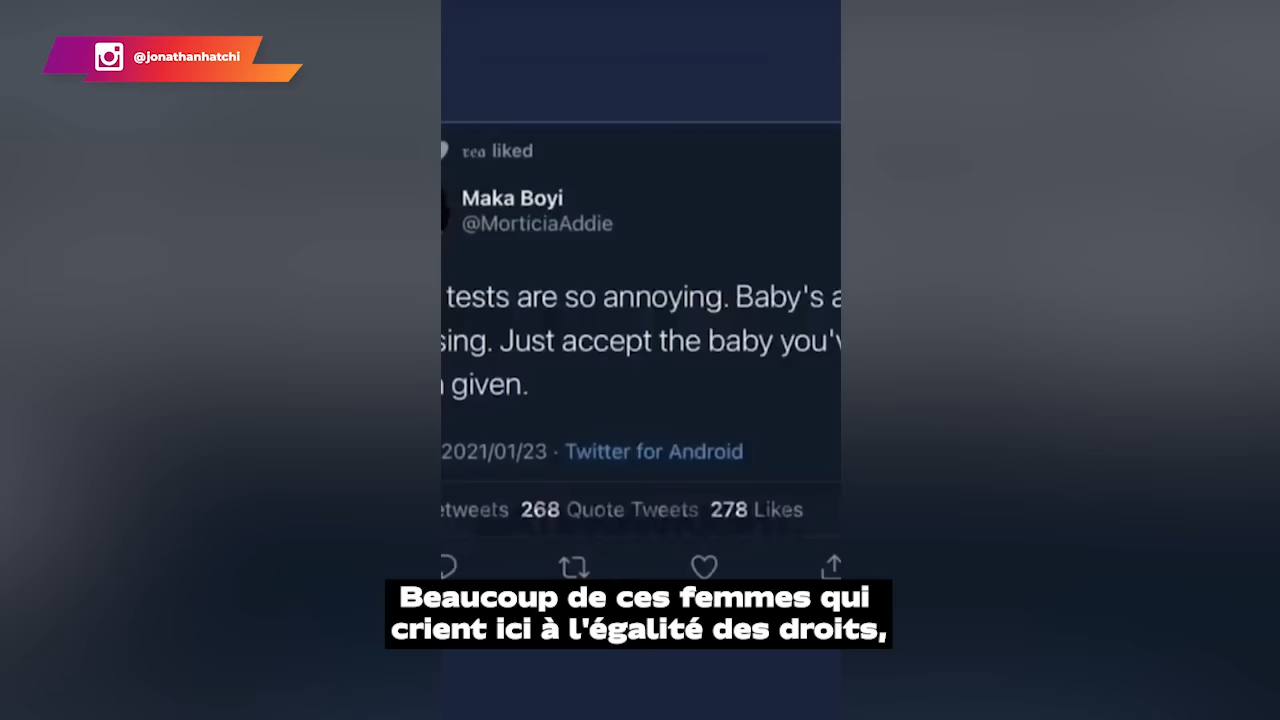 @jonathanhatchi
rea liked
Maka Boyi
@MorticiaAddie
tests are so annoying. Baby's a
sing. Just accept the baby you'v
given.
2021/01/23 · Twitter for Android
etweets 268 Quote Tweets 278 Likes
Beaucoup de ces femmes qui
crient ici à l'égalité des droits,